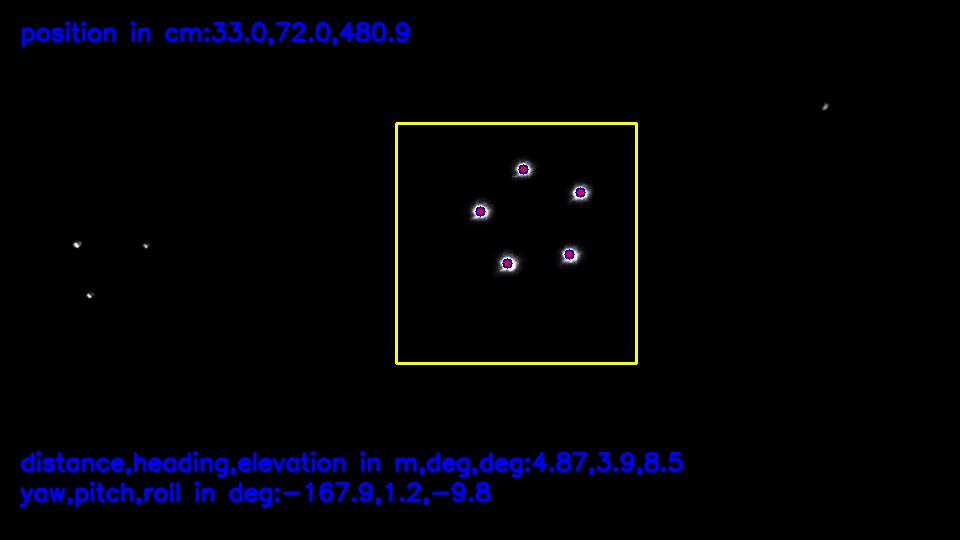 position in cm:33.0,72.0,480.9
distance,heading,elevation in m,deg,deg:4.87,3.9,8.5
yaw,pitch,roll in deg:-167.9,1.2,-9.8